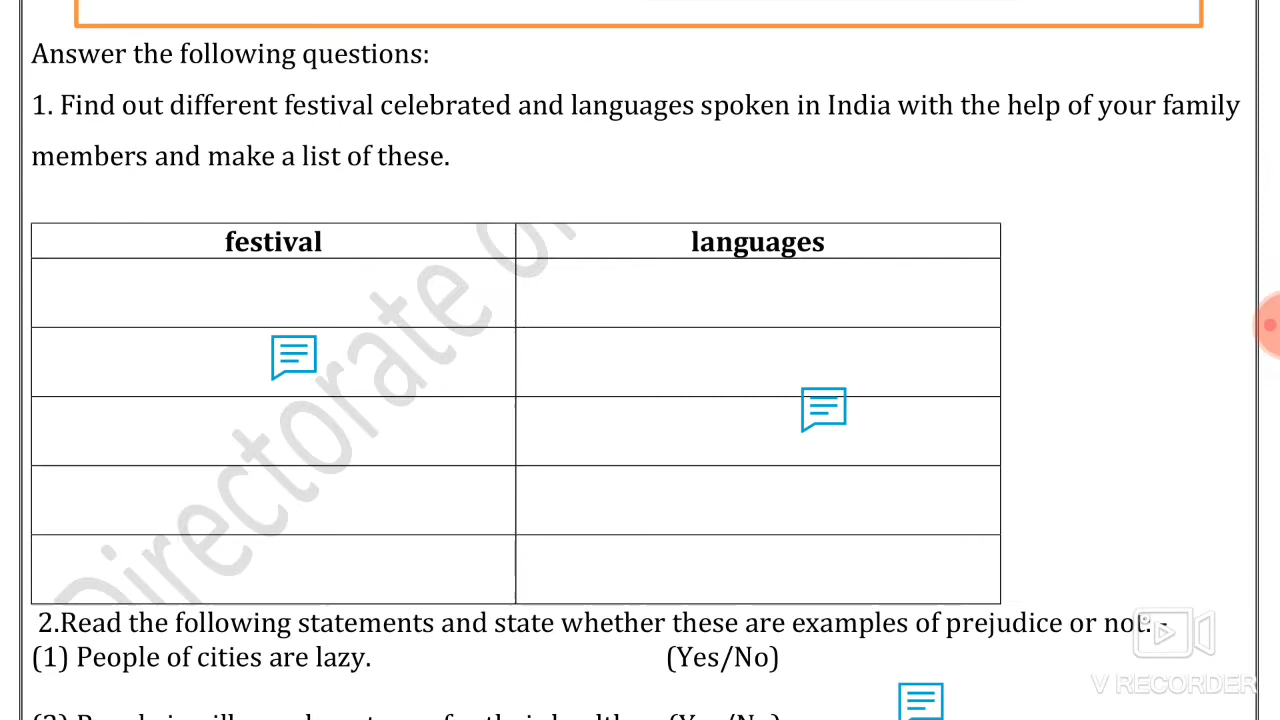 Answer the following questions:
1. Find out different festival celebrated and languages spoken in India with the help of your family
members and make a list of these.
festival languages
Directorate of
2.Read the following statements and state whether these are examples of prejudice or not: -
(1) People of cities are lazy. (Yes/No)
V RECORDER